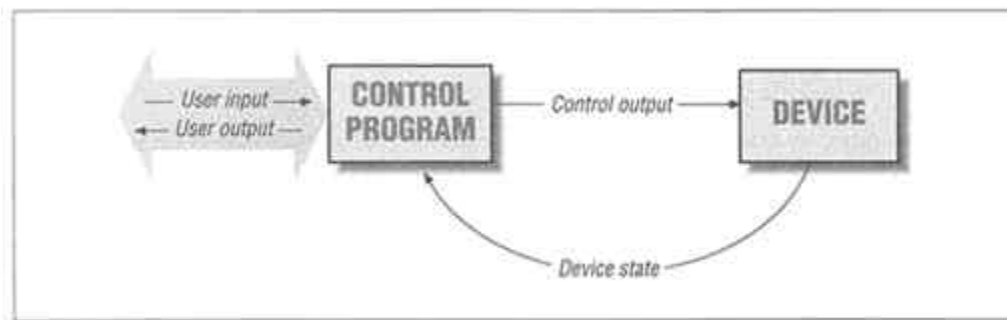 User input
User output
CONTROL
PROGRAM
Control output
DEVICE
Device state